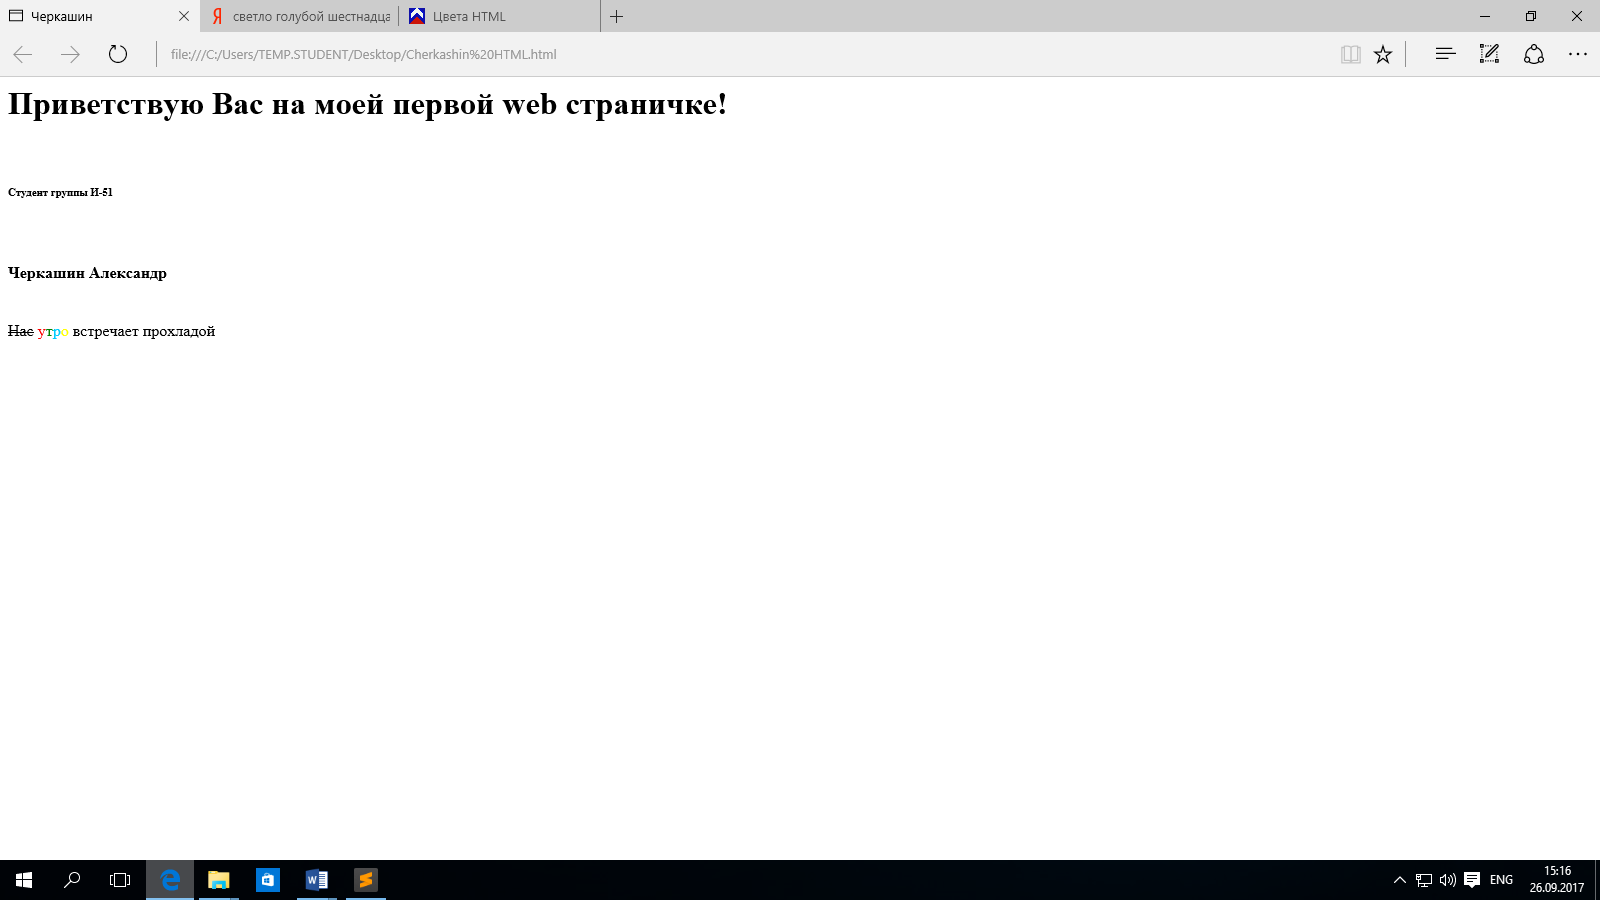 Черкашин
светло голубой шестнадца
Цвета HTML
file:///C:/Users/TEMP.STUDENT/Desktop/Cherkashin%20HTML.html
Приветствую Вас на моей первой web страничке!
Студент группы И-51
Черкашин Александр
Нас утро встречает прохладой
ENG
15:16
26.09.2017